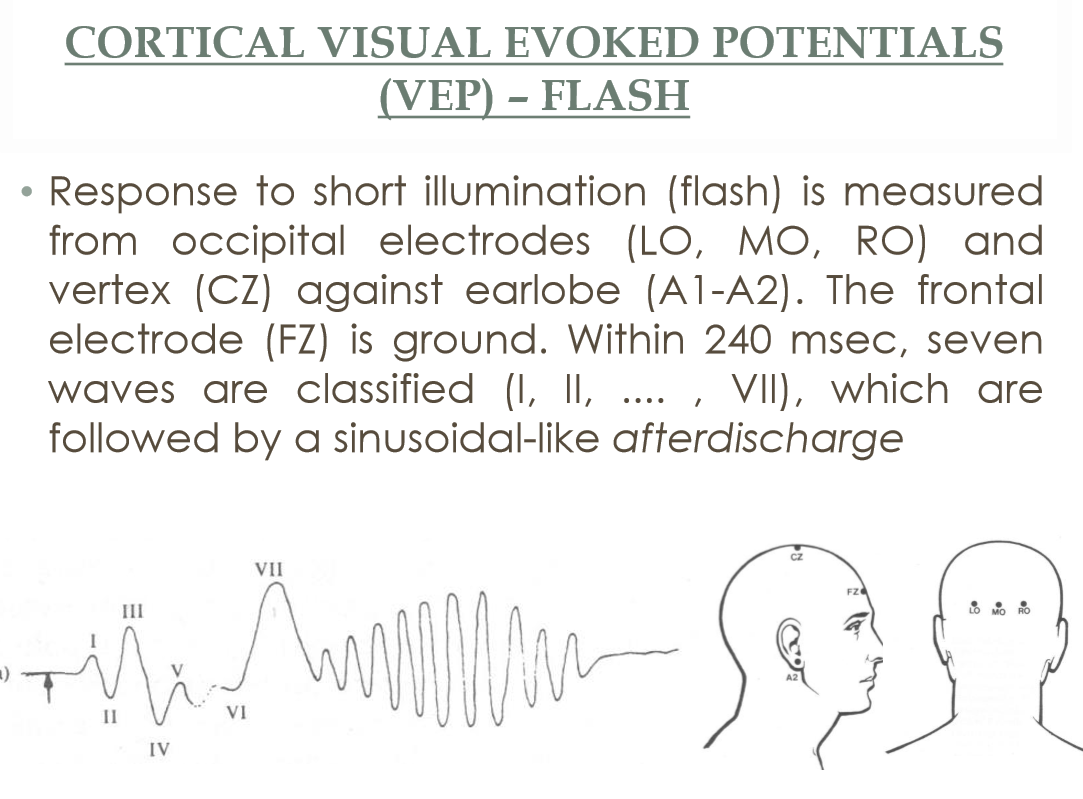 CORTICAL VISUAL EVOKED POTENTIALS
(VEP) – FLASH
• Response to short illumination (flash) is measured
from occipital electrodes (LO, MO, RO) and
vertex (CZ) against earlobe (A1-A2). The frontal
electrode (FZ) is ground. Within 240 msec, seven
waves are classified (I, II, .... , VII), which are
followed by a sinusoidal-like afterdischarge
VII
III
I
V
II
VI
IV
CZ
FZ
A2
LO MO RO